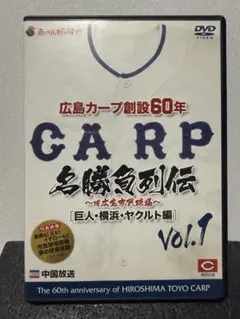 DVD
VIDEO
広島カープ創設60年
CARP
名勝負列伝
～旧広島市民球場～
[巨人・横浜・ヤクルト編]
Vol.1
中国放送
C
The 60th anniversary of HIROSHIMA TOYO CARP